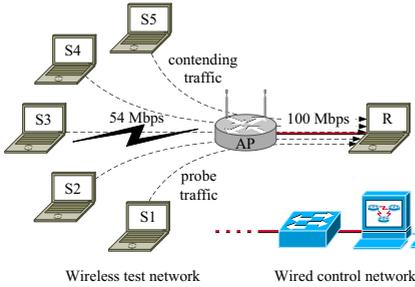 S5
S4
contending
traffic
S3
54 Mbps
AP
100 Mbps
R
S2
probe
traffic
S1
Wireless test network
Wired control network